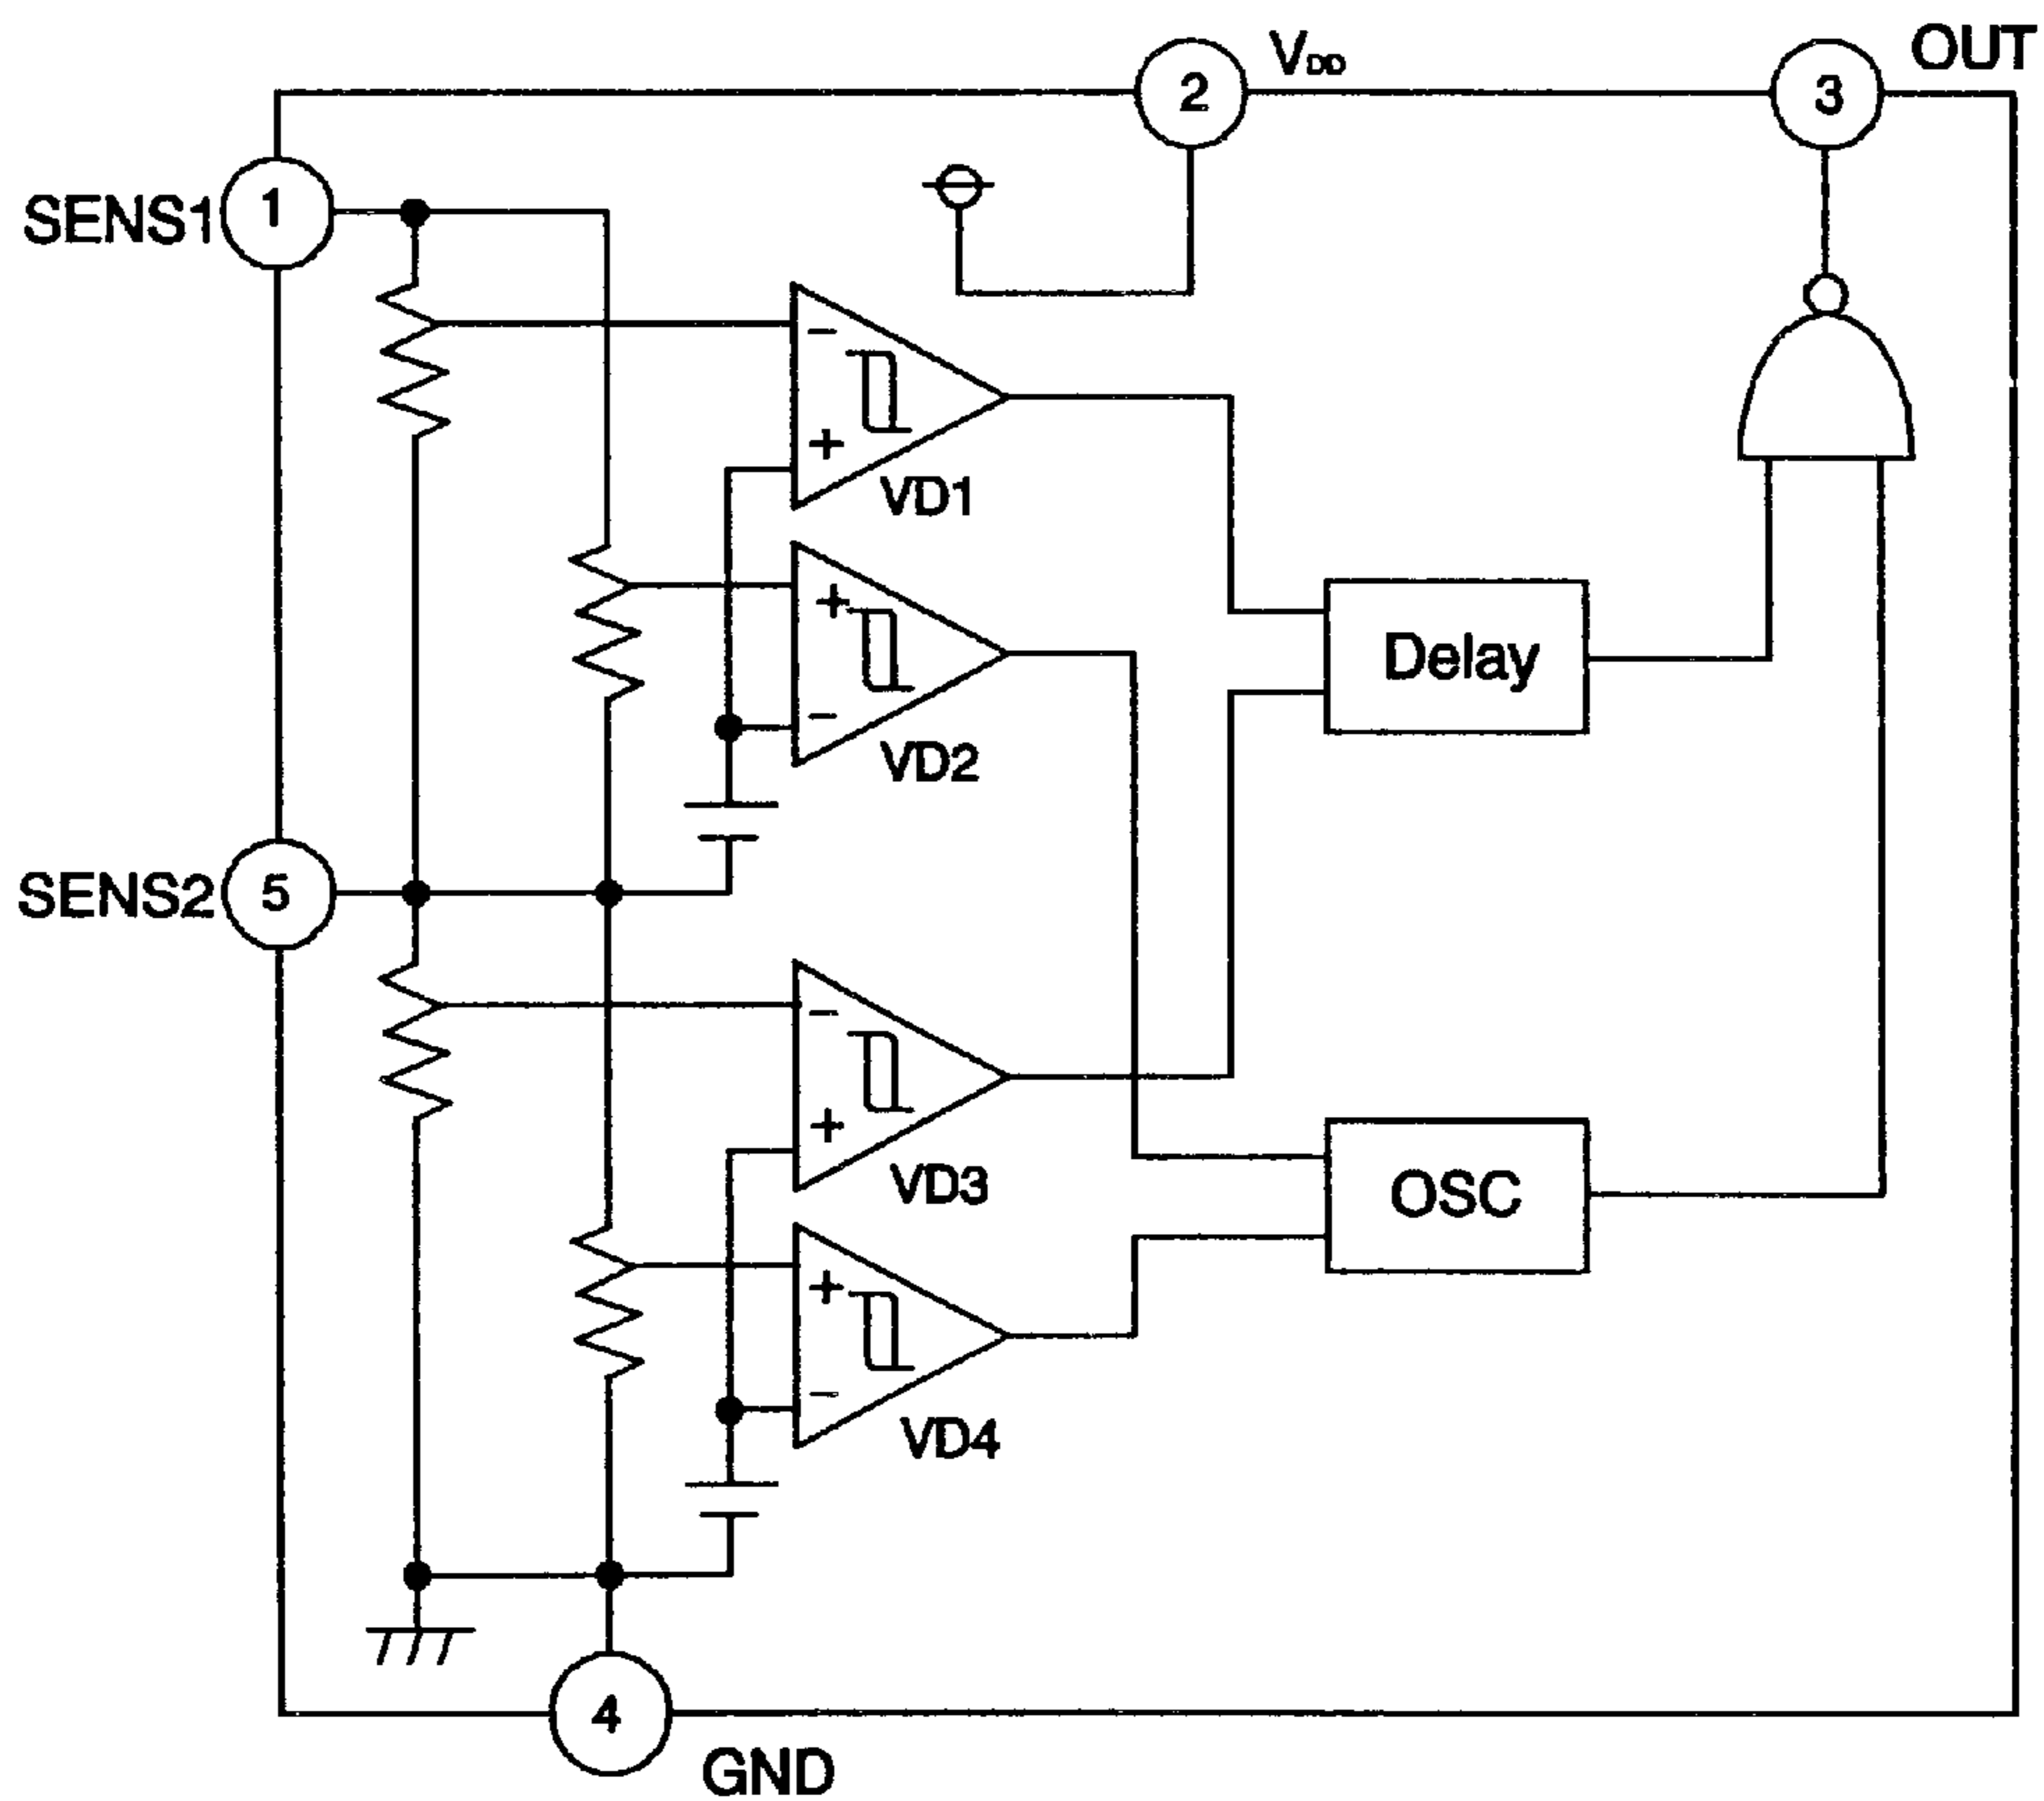 2
VDD
3
OUT
SENS1
1
−
+
VD1
+
−
VD2
Delay
SENS2
5
−
+
VD3
OSC
+
−
VD4
4
GND